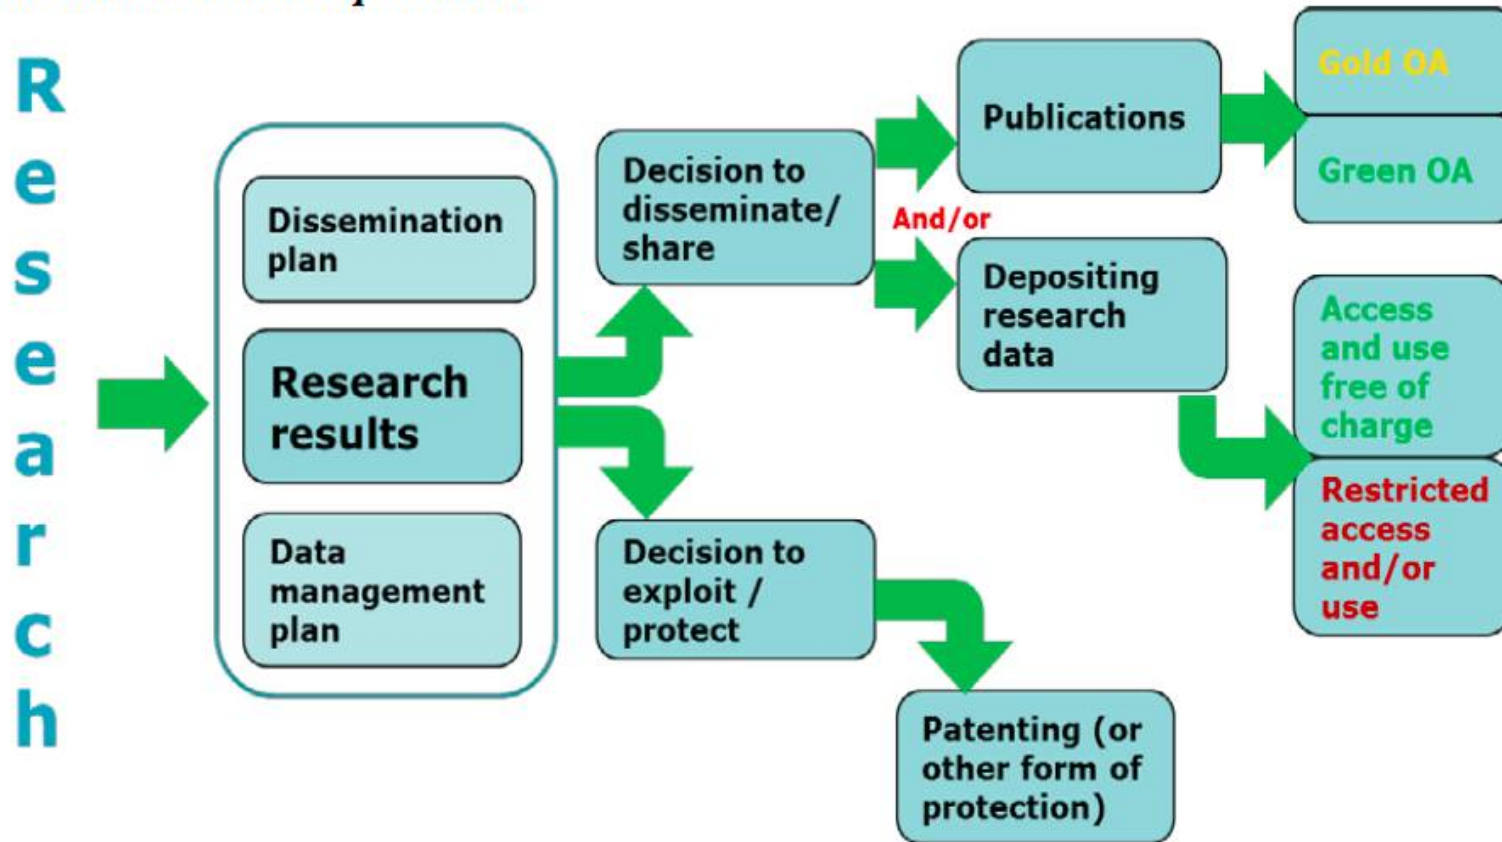 Research
Dissemination
plan
Research
results
Data
management
plan
Decision to
disseminate/
share
Decision to
exploit /
protect
And/or
Publications
Depositing
research
data
Patenting (or
other form of
protection)
Gold OA
Green OA
Access
and use
free of
charge
Restricted
access
and/or
use